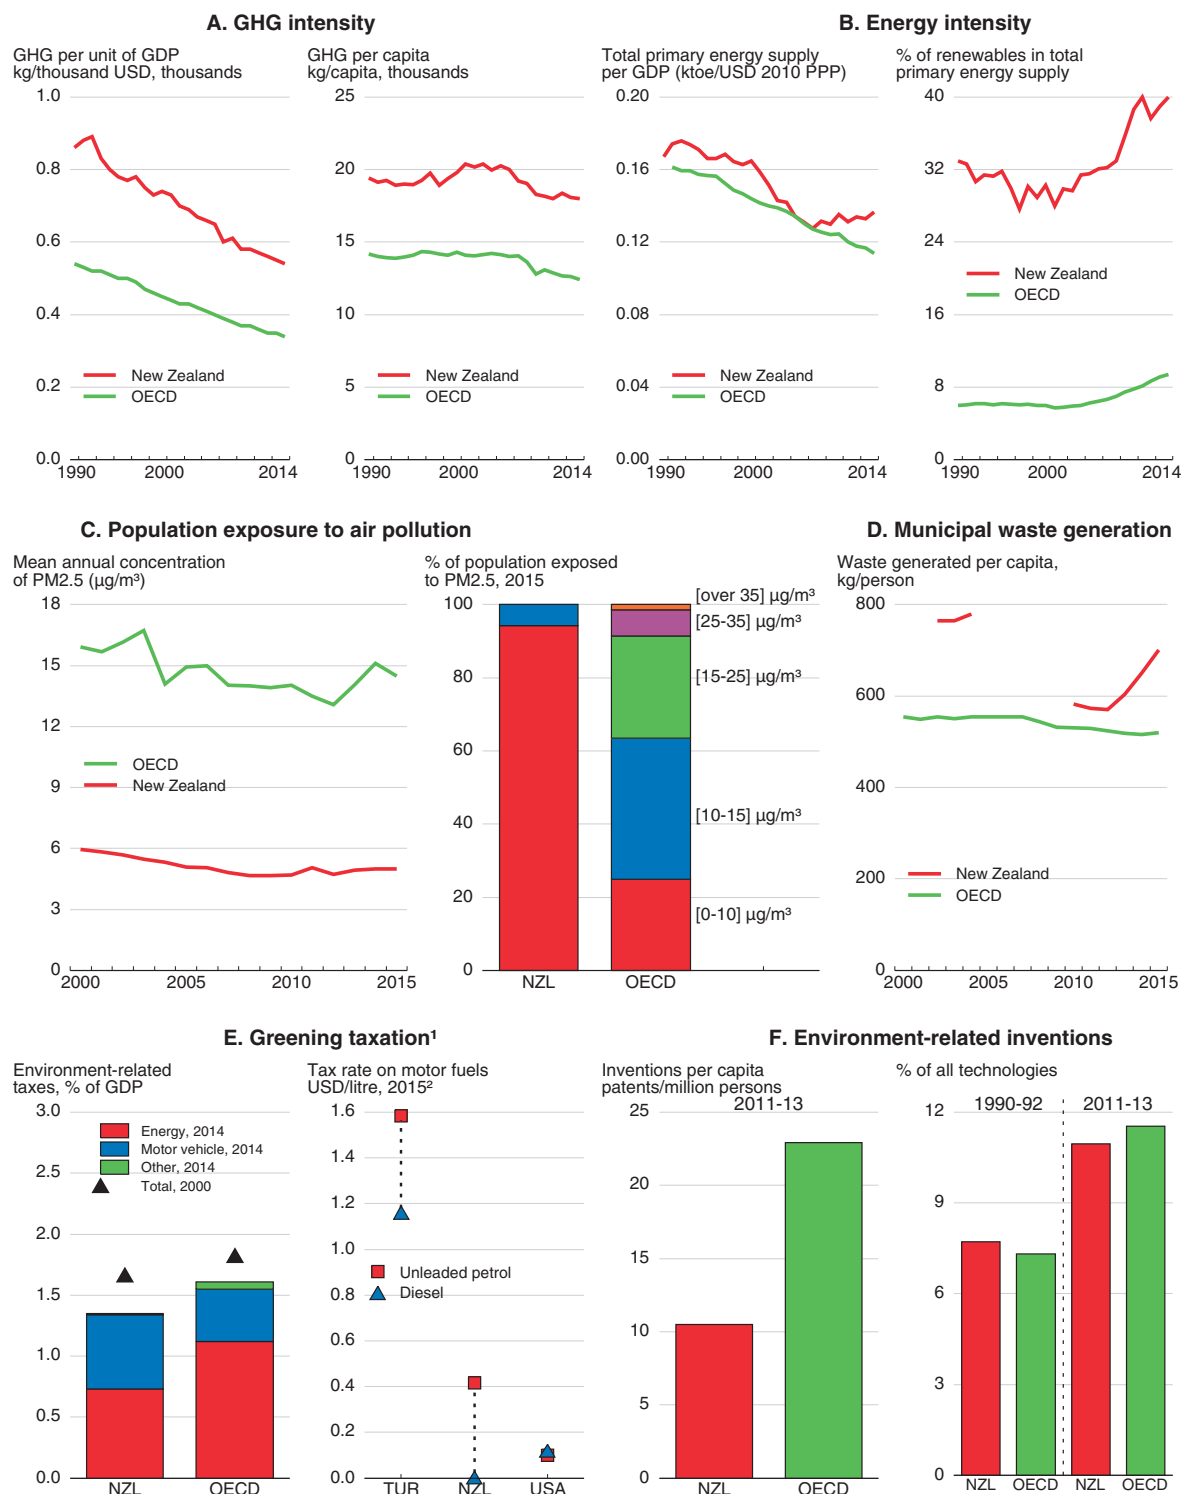 A. GHG intensity
B. Energy intensity
GHG per unit of GDP
kg/thousand USD, thousands
GHG per capita
kg/capita, thousands
Total primary energy supply
per GDP (ktoe/USD 2010 PPP)
% of renewables in total
primary energy supply
1.0
0.8
0.6
0.4
0.2
0.0
New Zealand
OECD
1990
2000
2014
25
20
15
10
5
0
New Zealand
OECD
1990
2000
2014
0.20
0.16
0.12
0.08
0.04
0.00
New Zealand
OECD
1990
2000
2014
40
32
24
16
8
0
New Zealand
OECD
1990
2000
2014
C. Population exposure to air pollution
D. Municipal waste generation
Mean annual concentration
of PM2.5 (µg/m³)
18
15
12
9
6
3
0
OECD
New Zealand
2000
2005
2010
2015
% of population exposed
to PM2.5, 2015
100
80
60
40
20
0
[over 35] µg/m³
[25-35] µg/m³
[15-25] µg/m³
[10-15] µg/m³
[0-10] µg/m³
NZL
OECD
Waste generated per capita,
kg/person
800
600
400
200
0
New Zealand
OECD
2000
2005
2010
2015
E. Greening taxation¹
F. Environment-related inventions
Environment-related
taxes, % of GDP
3.0
2.5
2.0
1.5
1.0
0.5
0.0
Energy, 2014
Motor vehicle, 2014
Other, 2014
Total, 2000
NZL
OECD
Tax rate on motor fuels
USD/litre, 2015²
1.6
1.4
1.2
1.0
0.8
0.6
0.4
0.2
0.0
Unleaded petrol
Diesel
TUR
NZL
USA
Inventions per capita
patents/million persons
2011-13
25
20
15
10
5
0
NZL
OECD
% of all technologies
1990-92
2011-13
12
9
6
3
0
NZL
OECD
NZL
OECD